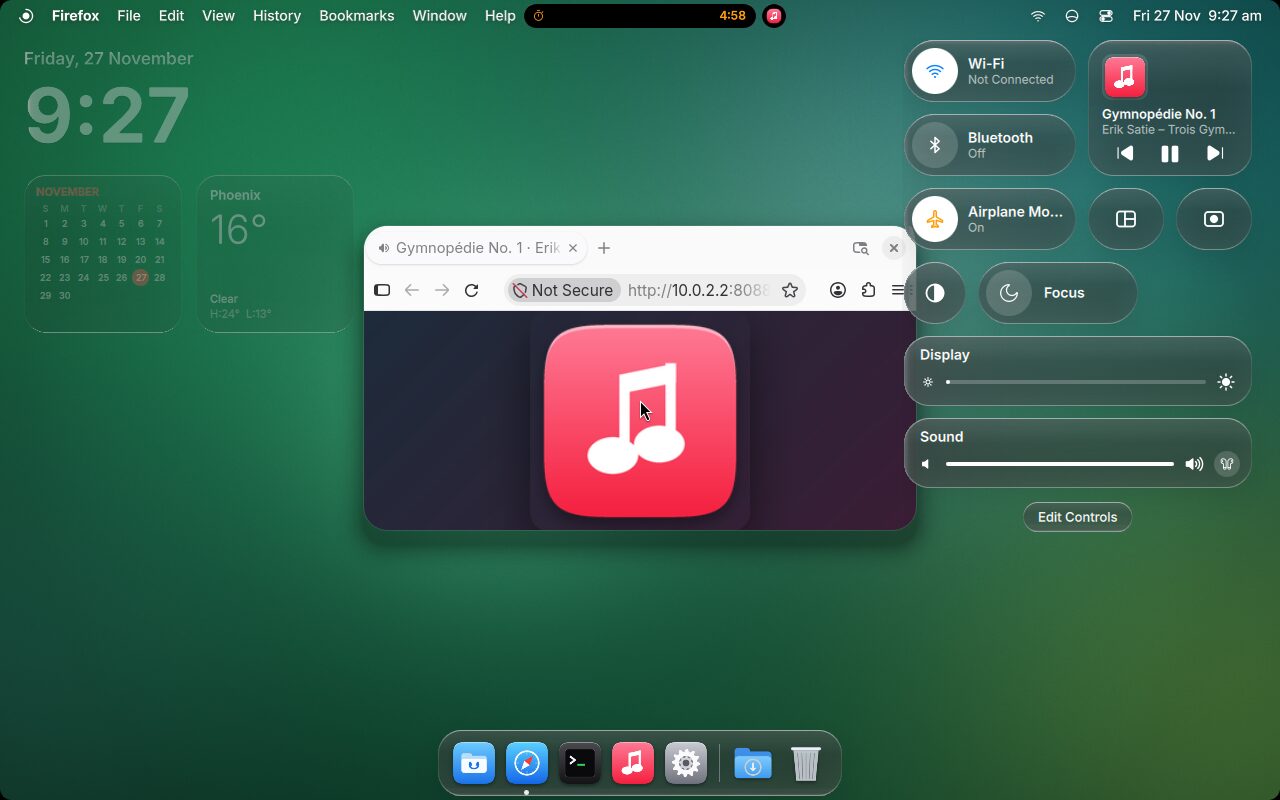 Firefox File Edit View History Bookmarks Window Help
4:58
Fri 27 Nov 9:27 am
Friday, 27 November
9:27
NOVEMBER
S M T W T F S
1 2 3 4 5 6 7
8 9 10 11 12 13 14
15 16 17 18 19 20 21
22 23 24 25 26 27 28
29 30
Phoenix
16°
Clear
H:24° L:13°
Gymnopédie No. 1 · Erik
Not Secure http://10.0.2.2:8088
Wi-Fi
Not Connected
Bluetooth
Off
Airplane Mo...
On
Gymnopédie No. 1
Erik Satie – Trois Gym...
Focus
Display
Sound
Edit Controls